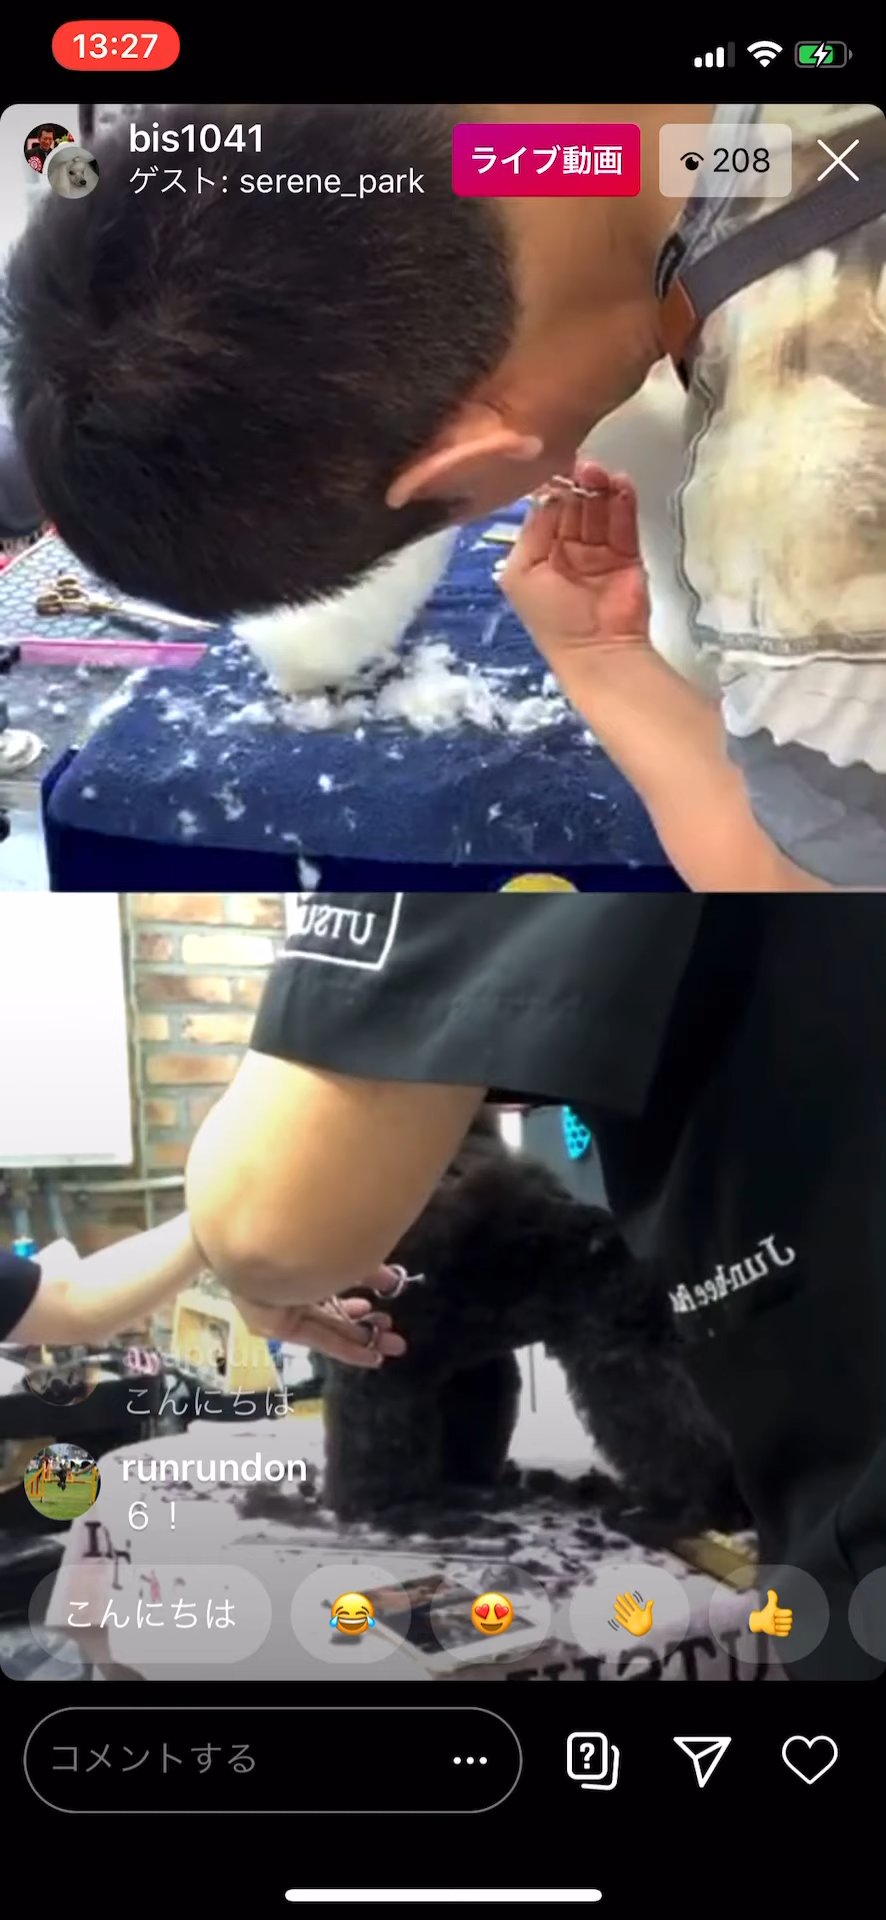 13:27
bis1041
ゲスト: serene_park
ライブ動画
208
UTSU
こんにちは
runrundon
6！
こんにちは
コメントする